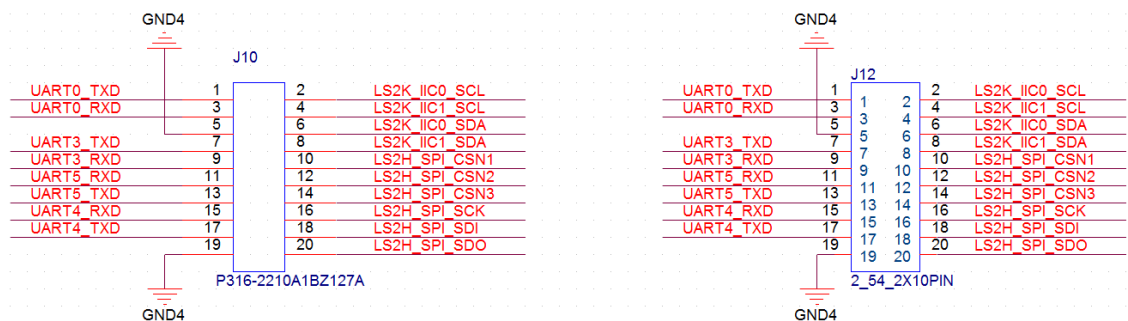 GND4 GND4
J10 J12
UART0_TXD 1 2 LS2K_IIC0_SCL UART0_TXD 1 1 2 2 LS2K_IIC0_SCL
UART0_RXD 3 4 LS2K_IIC1_SCL UART0_RXD 3 3 4 4 LS2K_IIC1_SCL
5 6 LS2K_IIC0_SDA 5 5 6 6 LS2K_IIC0_SDA
UART3_TXD 7 8 LS2K_IIC1_SDA UART3_TXD 7 7 8 8 LS2K_IIC1_SDA
UART3_RXD 9 10 LS2H_SPI_CSN1 UART3_RXD 9 9 10 10 LS2H_SPI_CSN1
UART5_RXD 11 12 LS2H_SPI_CSN2 UART5_RXD 11 11 12 12 LS2H_SPI_CSN2
UART5_TXD 13 14 LS2H_SPI_CSN3 UART5_TXD 13 13 14 14 LS2H_SPI_CSN3
UART4_RXD 15 16 LS2H_SPI_SCK UART4_RXD 15 15 16 16 LS2H_SPI_SCK
UART4_TXD 17 18 LS2H_SPI_SDI UART4_TXD 17 17 18 18 LS2H_SPI_SDI
19 20 LS2H_SPI_SDO 19 19 20 20 LS2H_SPI_SDO
P316-2210A1BZ127A 2_54_2X10PIN
GND4 GND4